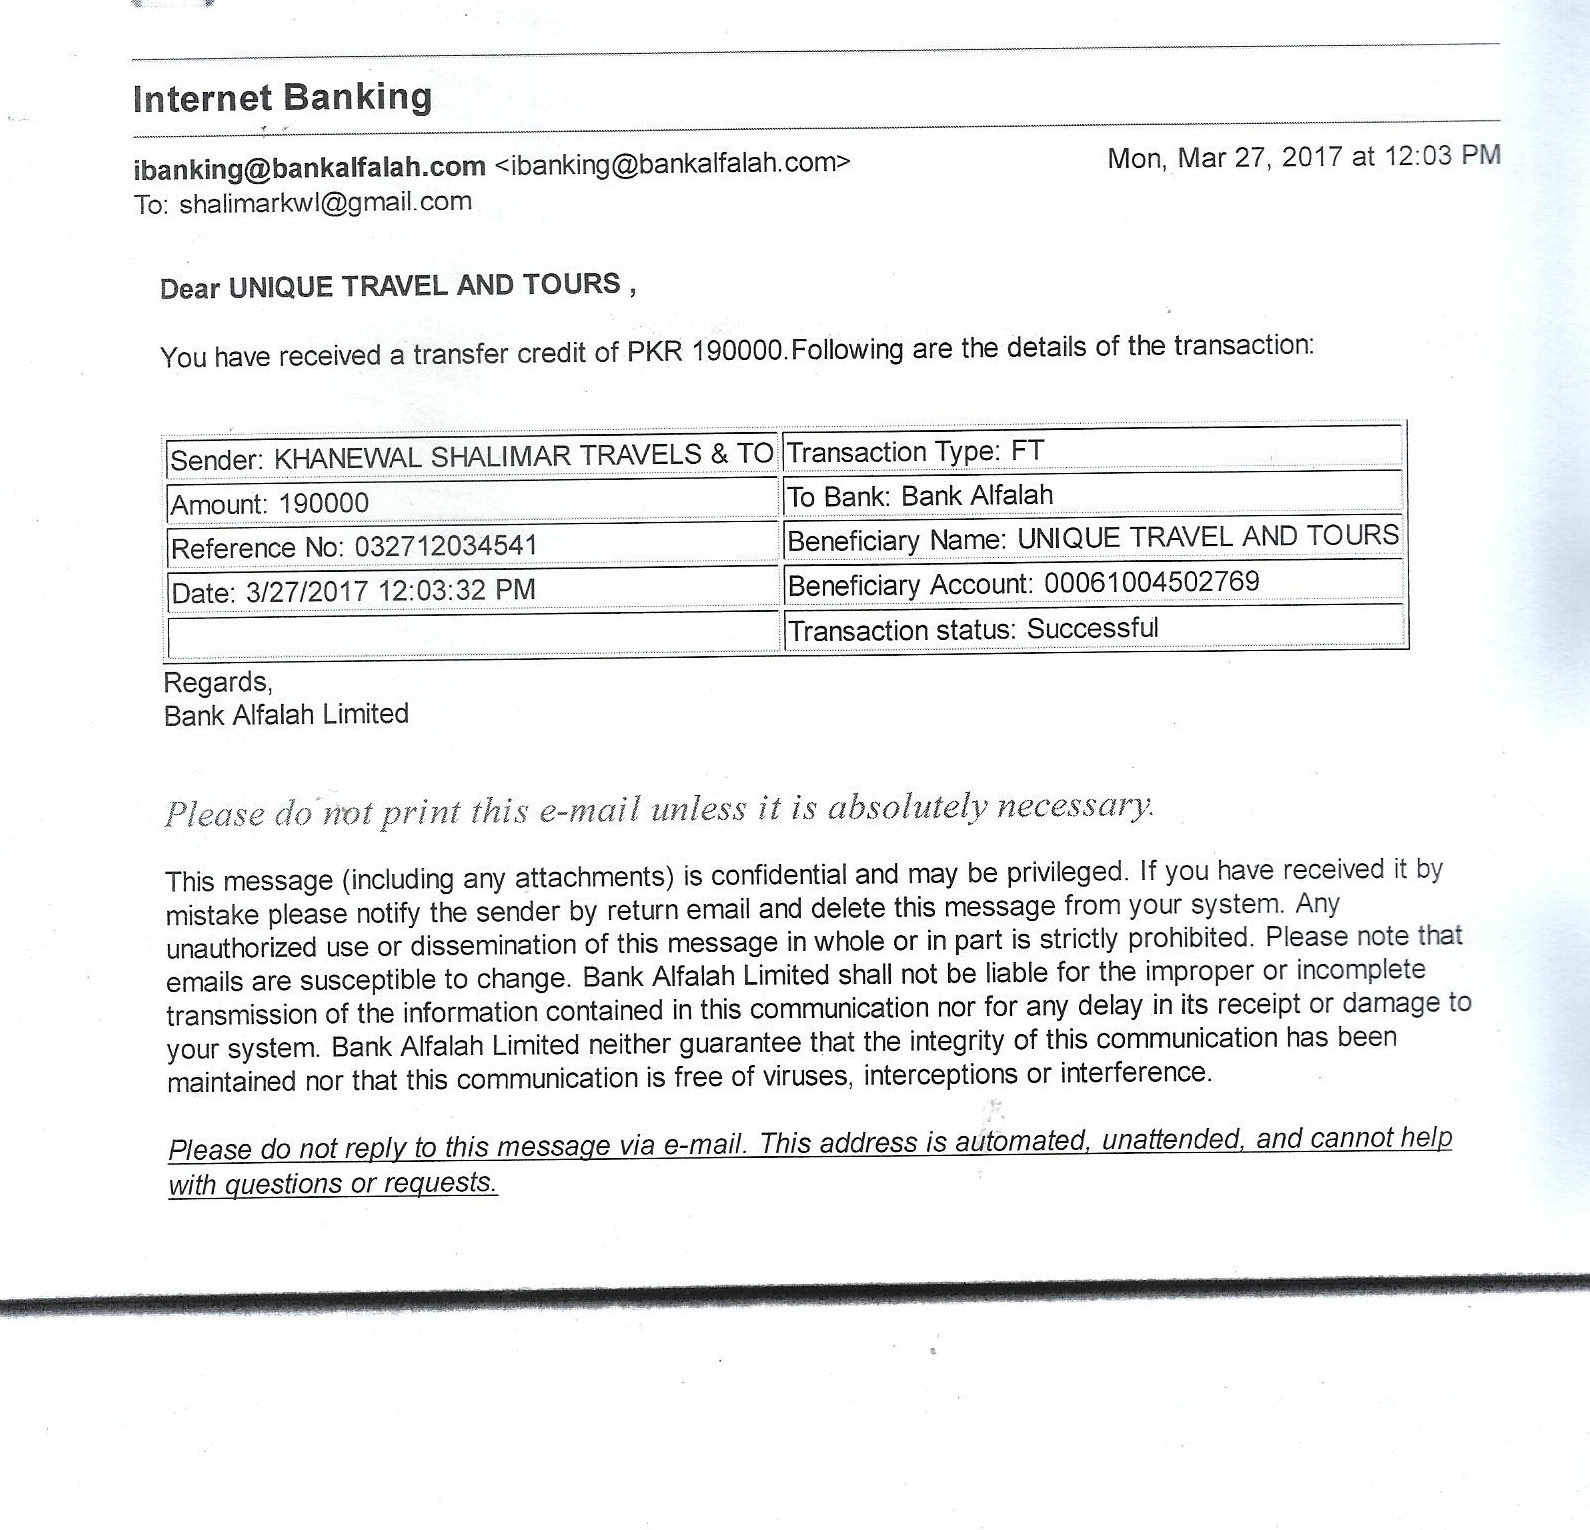 Internet Banking
ibanking@bankalfalah.com <ibanking@bankalfalah.com>
Mon, Mar 27, 2017 at 12:03 PM
To: shalimarkwl@gmail.com
Dear UNIQUE TRAVEL AND TOURS ,
You have received a transfer credit of PKR 190000.Following are the details of the transaction:
Sender: KHANEWAL SHALIMAR TRAVELS & TO
Transaction Type: FT
Amount: 190000
To Bank: Bank Alfalah
Reference No: 032712034541
Beneficiary Name: UNIQUE TRAVEL AND TOURS
Date: 3/27/2017 12:03:32 PM
Beneficiary Account: 00061004502769
Transaction status: Successful
Regards,
Bank Alfalah Limited
Please do not print this e-mail unless it is absolutely necessary.
This message (including any attachments) is confidential and may be privileged. If you have received it by
mistake please notify the sender by return email and delete this message from your system. Any
unauthorized use or dissemination of this message in whole or in part is strictly prohibited. Please note that
emails are susceptible to change. Bank Alfalah Limited shall not be liable for the improper or incomplete
transmission of the information contained in this communication nor for any delay in its receipt or damage to
your system. Bank Alfalah Limited neither guarantee that the integrity of this communication has been
maintained nor that this communication is free of viruses, interceptions or interference.
Please do not reply to this message via e-mail. This address is automated, unattended, and cannot help
with questions or requests.